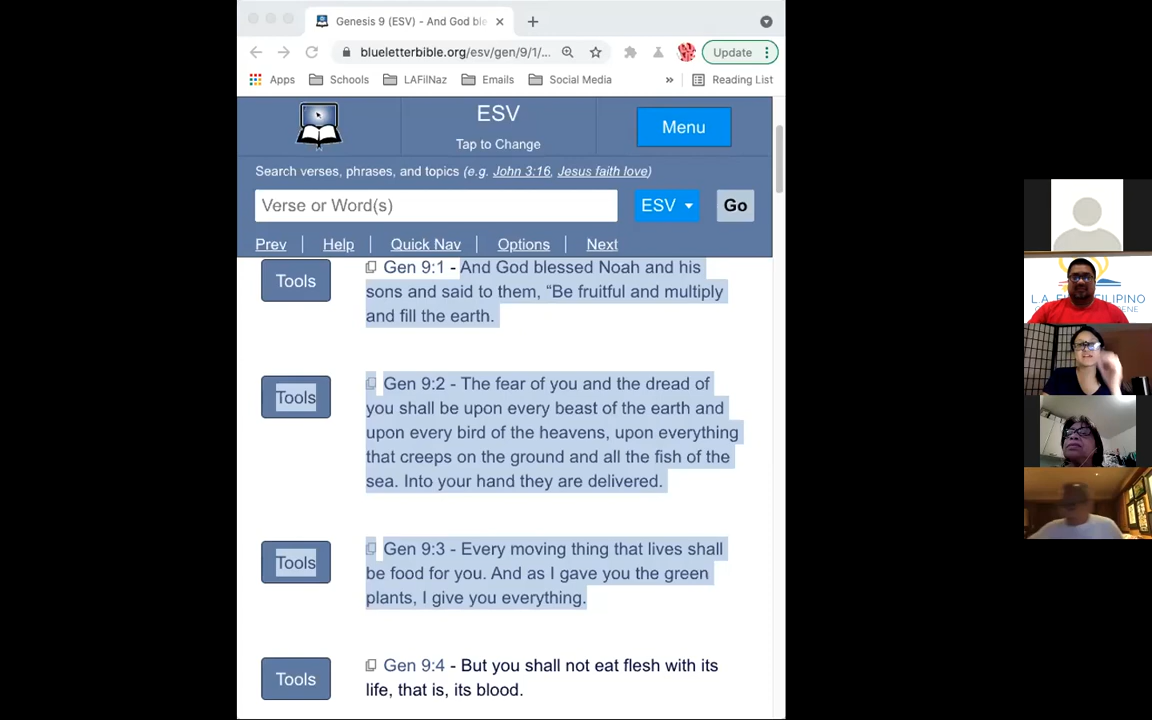 Genesis 9 (ESV) - And God ble
blueletterbible.org/esv/gen/9/1/...
Update
Apps
Schools
LAFilNaz
Emails
Social Media
»
Reading List
ESV
Tap to Change
Menu
Search verses, phrases, and topics (e.g. John 3:16, Jesus faith love)
Verse or Word(s)
ESV
Go
Prev
Help
Quick Nav
Options
Next
Tools
Gen 9:1 - And God blessed Noah and his
sons and said to them, “Be fruitful and multiply
and fill the earth.
Tools
Gen 9:2 - The fear of you and the dread of
you shall be upon every beast of the earth and
upon every bird of the heavens, upon everything
that creeps on the ground and all the fish of the
sea. Into your hand they are delivered.
Tools
Gen 9:3 - Every moving thing that lives shall
be food for you. And as I gave you the green
plants, I give you everything.
Tools
Gen 9:4 - But you shall not eat flesh with its
life, that is, its blood.
L.A. FI
FILIPINO